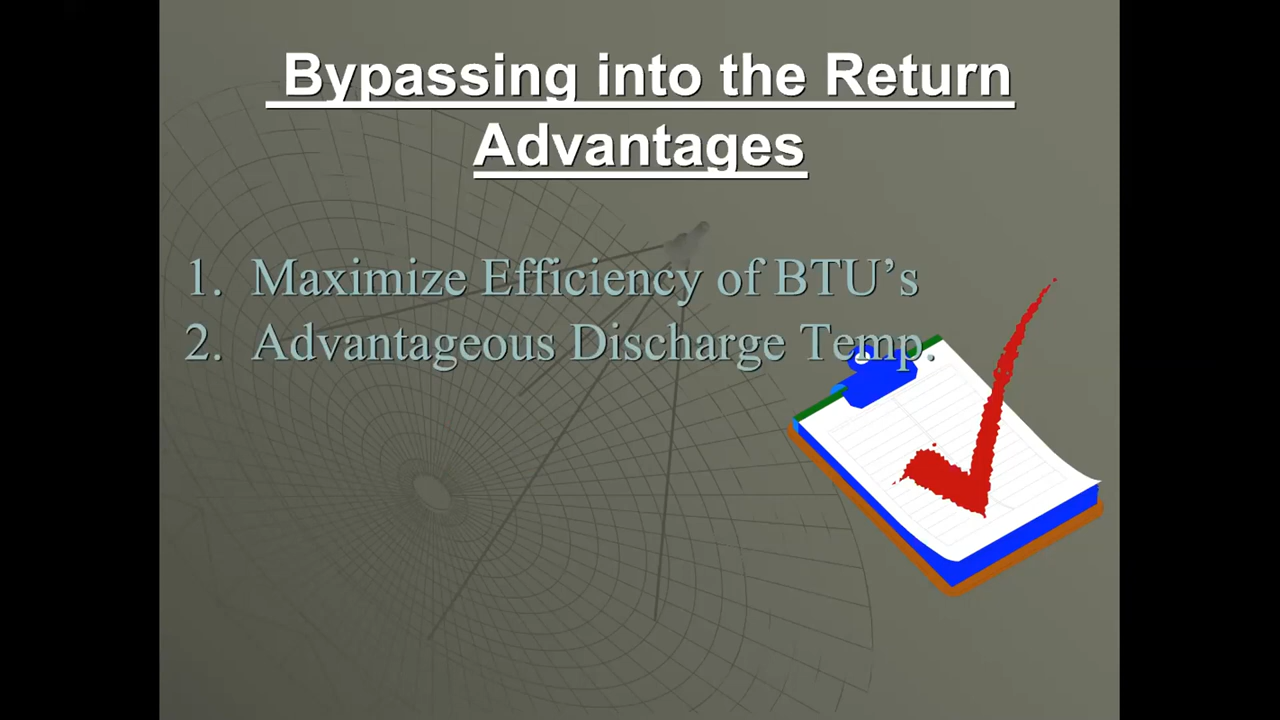 Bypassing into the Return
Advantages
1. Maximize Efficiency of BTU's
2. Advantageous Discharge Temp.